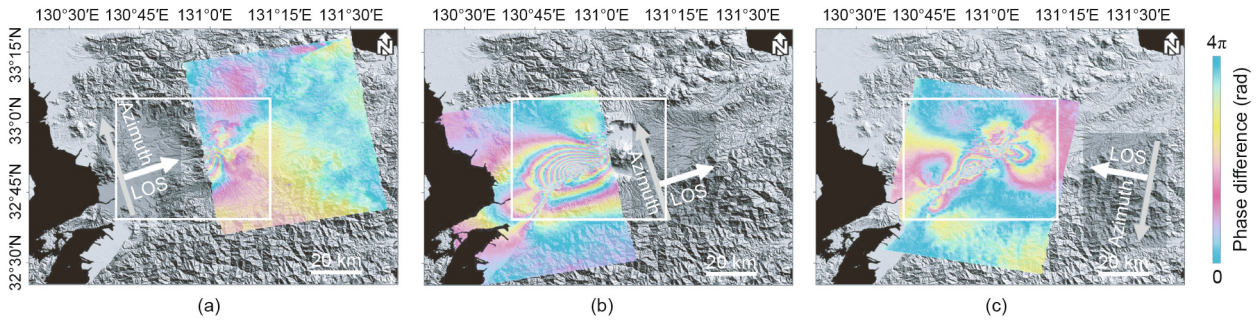 130°30′E 130°45′E 131°0′E 131°15′E 131°30′E
130°30′E 130°45′E 131°0′E 131°15′E 131°30′E
130°30′E 130°45′E 131°0′E 131°15′E 131°30′E
33°15′N
33°0′N
32°45′N
32°30′N
N
Azimuth
LOS
20 km
N
Azimuth
LOS
20 km
N
LOS
Azimuth
20 km
4π
Phase difference (rad)
0
(a)
(b)
(c)